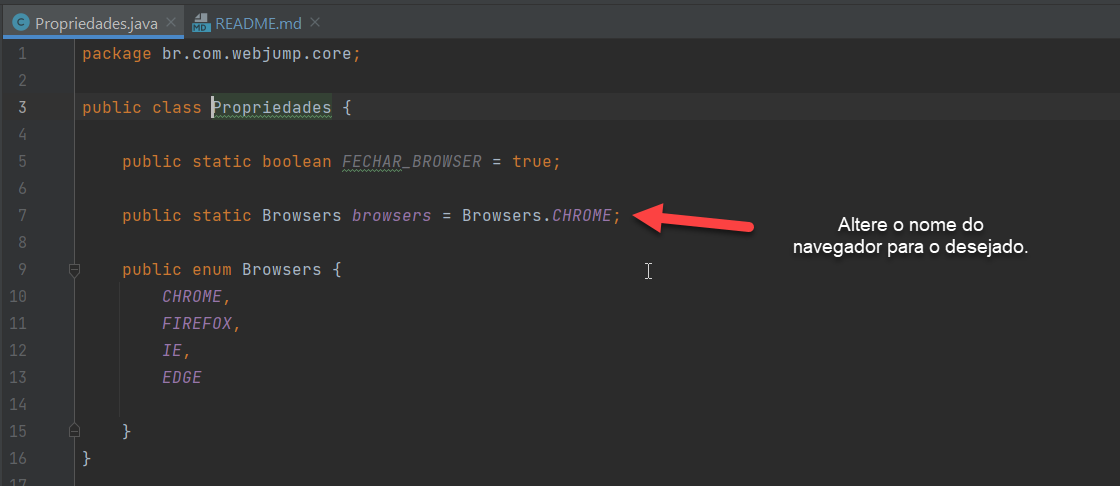 Propriedades.java README.md
1 package br.com.webjump.core;
2
3 public class Propriedades {
4
5 public static boolean FECHAR_BROWSER = true;
6
7 public static Browsers browsers = Browsers.CHROME;
Altere o nome do
navegador para o desejado.
8
9 public enum Browsers {
10 CHROME,
11 FIREFOX,
12 IE,
13 EDGE
14
15 }
16 }
17